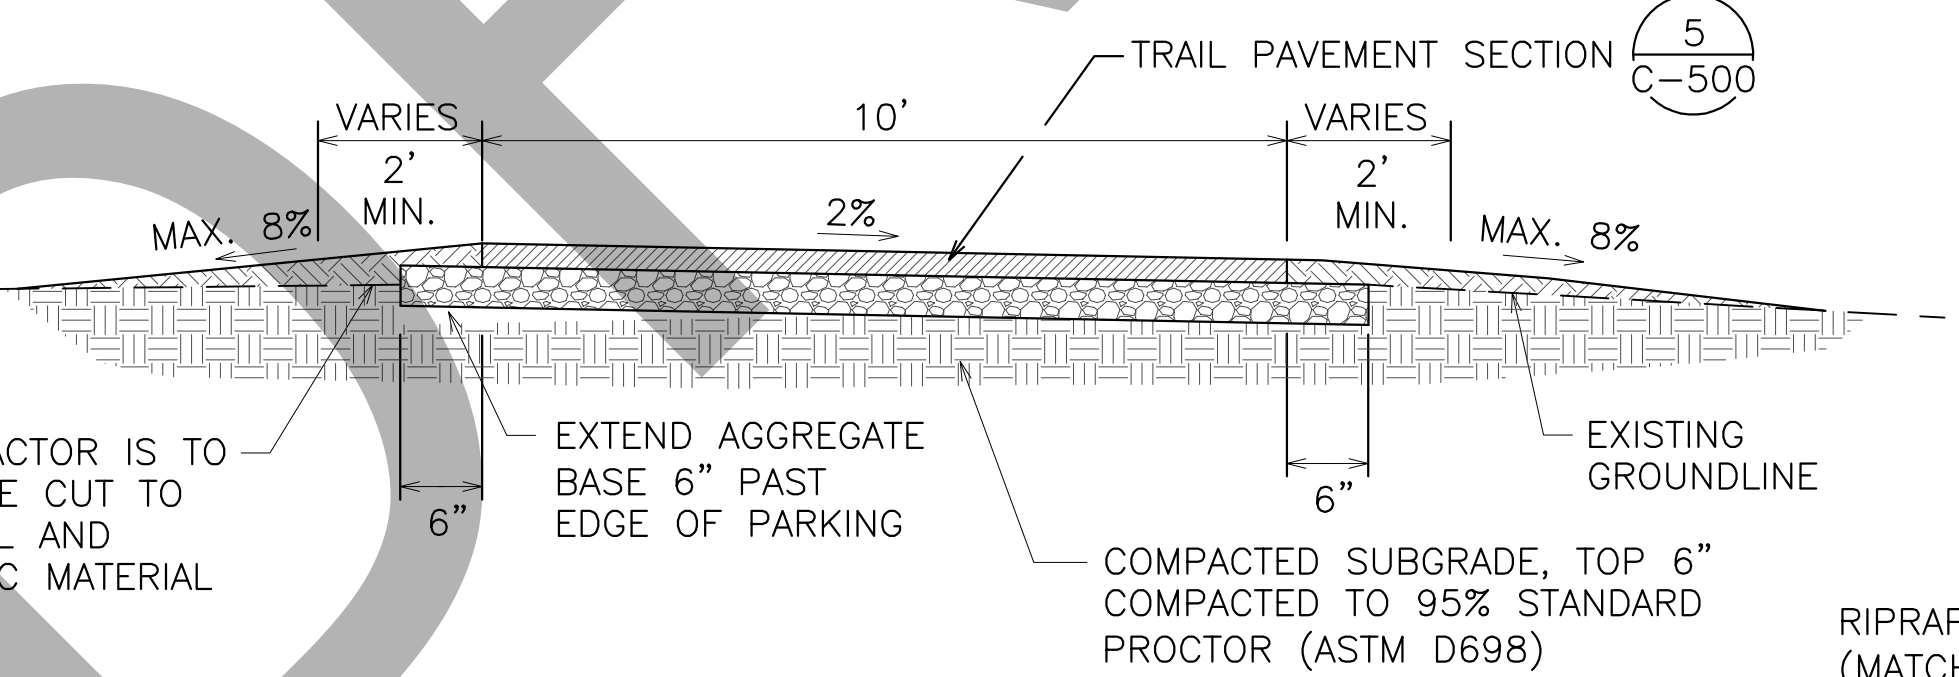 5
TRAIL PAVEMENT SECTION
C-500
VARIES
10'
VARIES
2'
MIN.
2'
MIN.
MAX. 8%
2%
MAX. 8%
IS TO
CUT TO
AND
MATERIAL
6"
EXTEND AGGREGATE
BASE 6" PAST
EDGE OF PARKING
6"
EXISTING
GROUNDLINE
COMPACTED SUBGRADE, TOP 6"
COMPACTED TO 95% STANDARD
PROCTOR (ASTM D698)